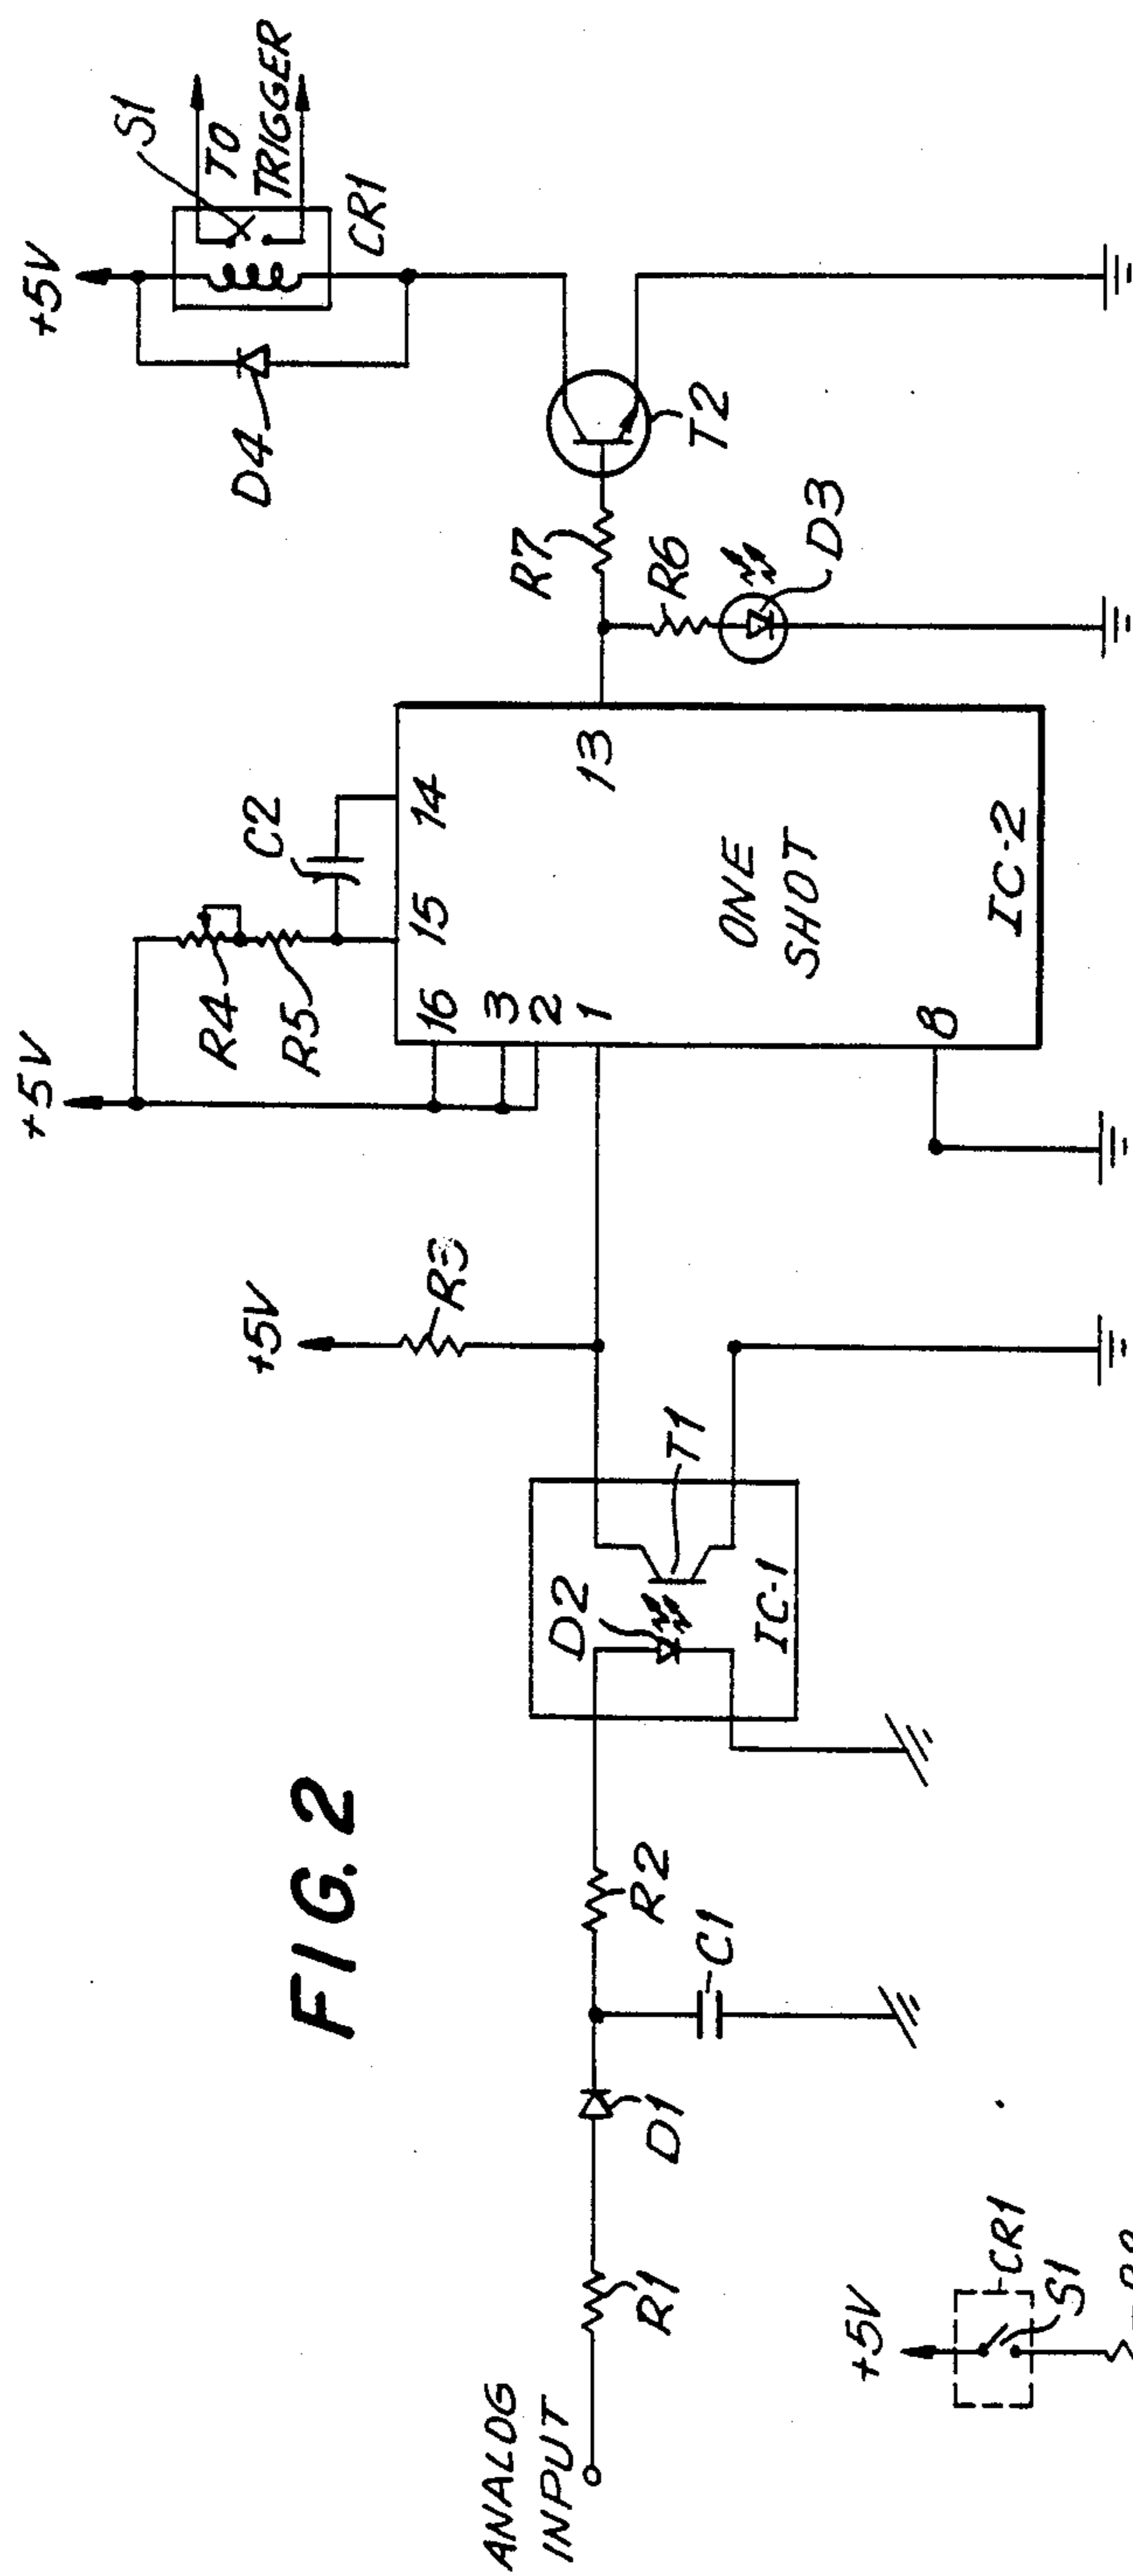 FIG. 2
ANALOG
INPUT
R1
D1
C1
R2
D2
IC-1
T1
+5V
R3
+5V
R4
R5
C2
16
3
2
1
15
14
8
13
ONE
SHOT
IC-2
R7
R6
D3
T2
D4
+5V
CR1
S1
TO
TRIGGER
+5V
CR1
S1